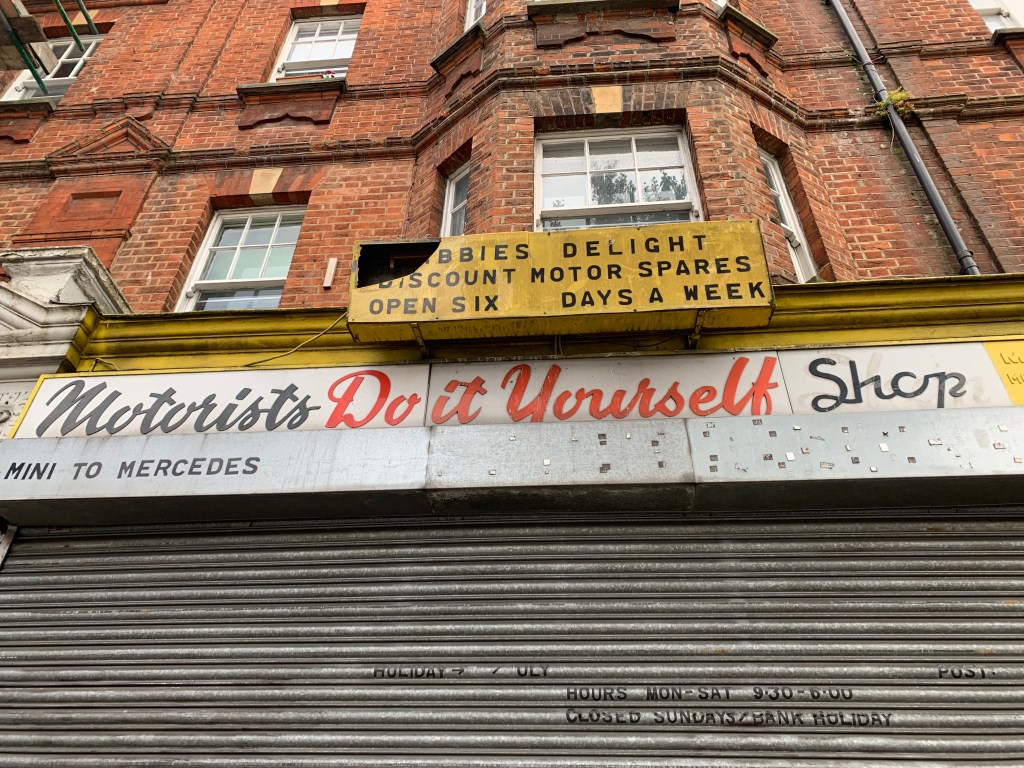 BBIES DELIGHT
DISCOUNT MOTOR SPARES
OPEN SIX DAYS A WEEK
Motorists Do it Yourself Shop
MINI TO MERCEDES
HOLIDAY→ / ULY
POST:
HOURS MON-SAT 9·30-6·00
CLOSED SUNDAYS/BANK HOLIDAY